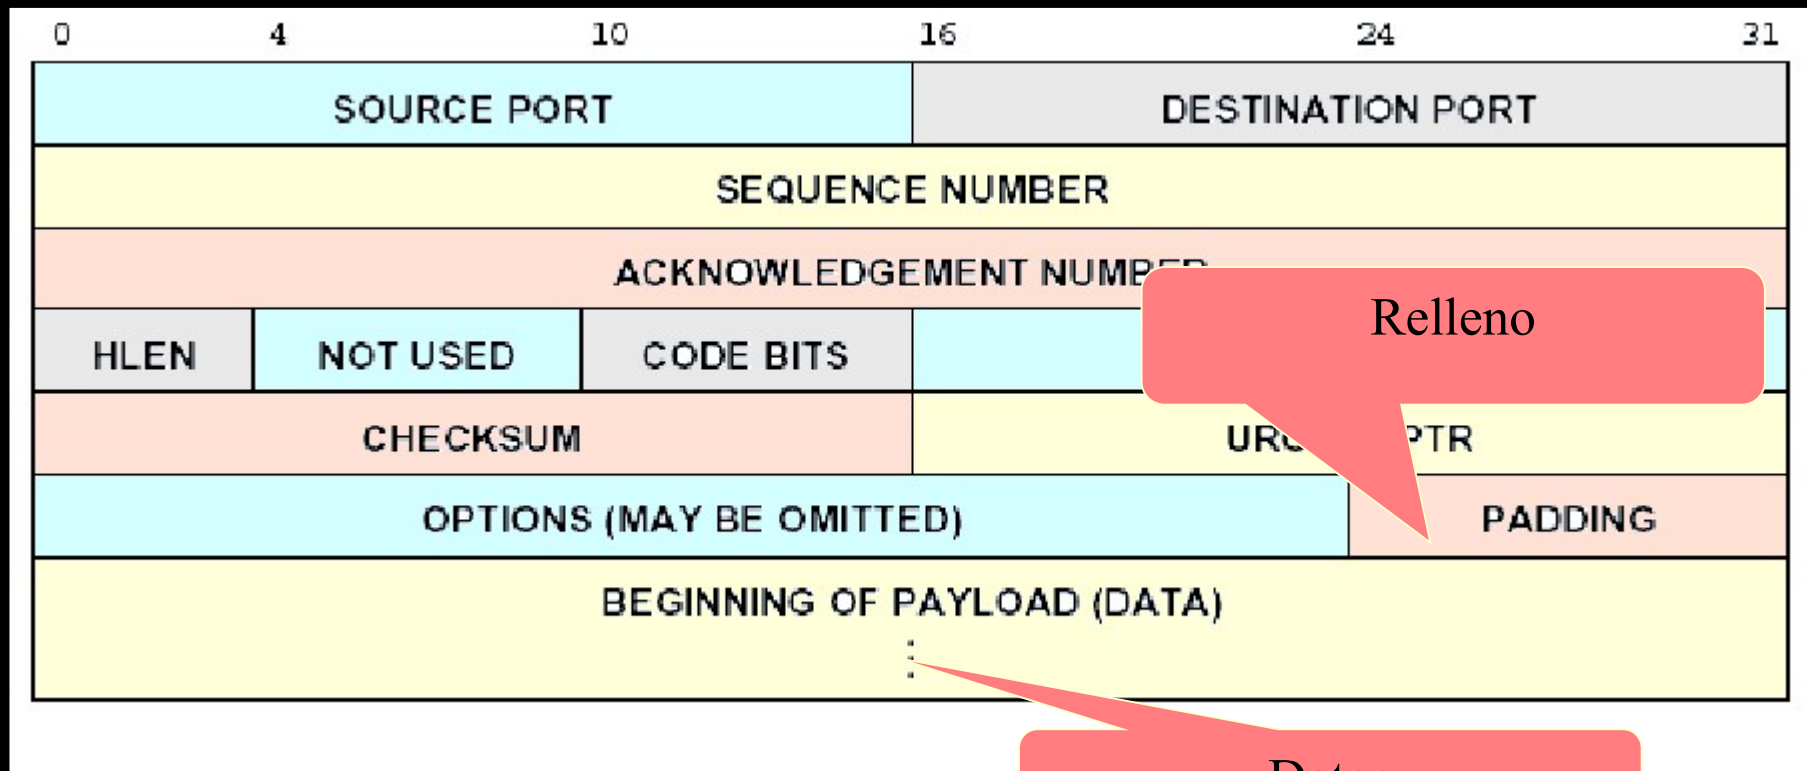 0 4 10 16 24 31
SOURCE PORT DESTINATION PORT
SEQUENCE NUMBER
ACKNOWLEDGEMENT NUMBER
Relleno
HLEN NOT USED CODE BITS
CHECKSUM PTR
OPTIONS (MAY BE OMITTED) PADDING
BEGINNING OF PAYLOAD (DATA)